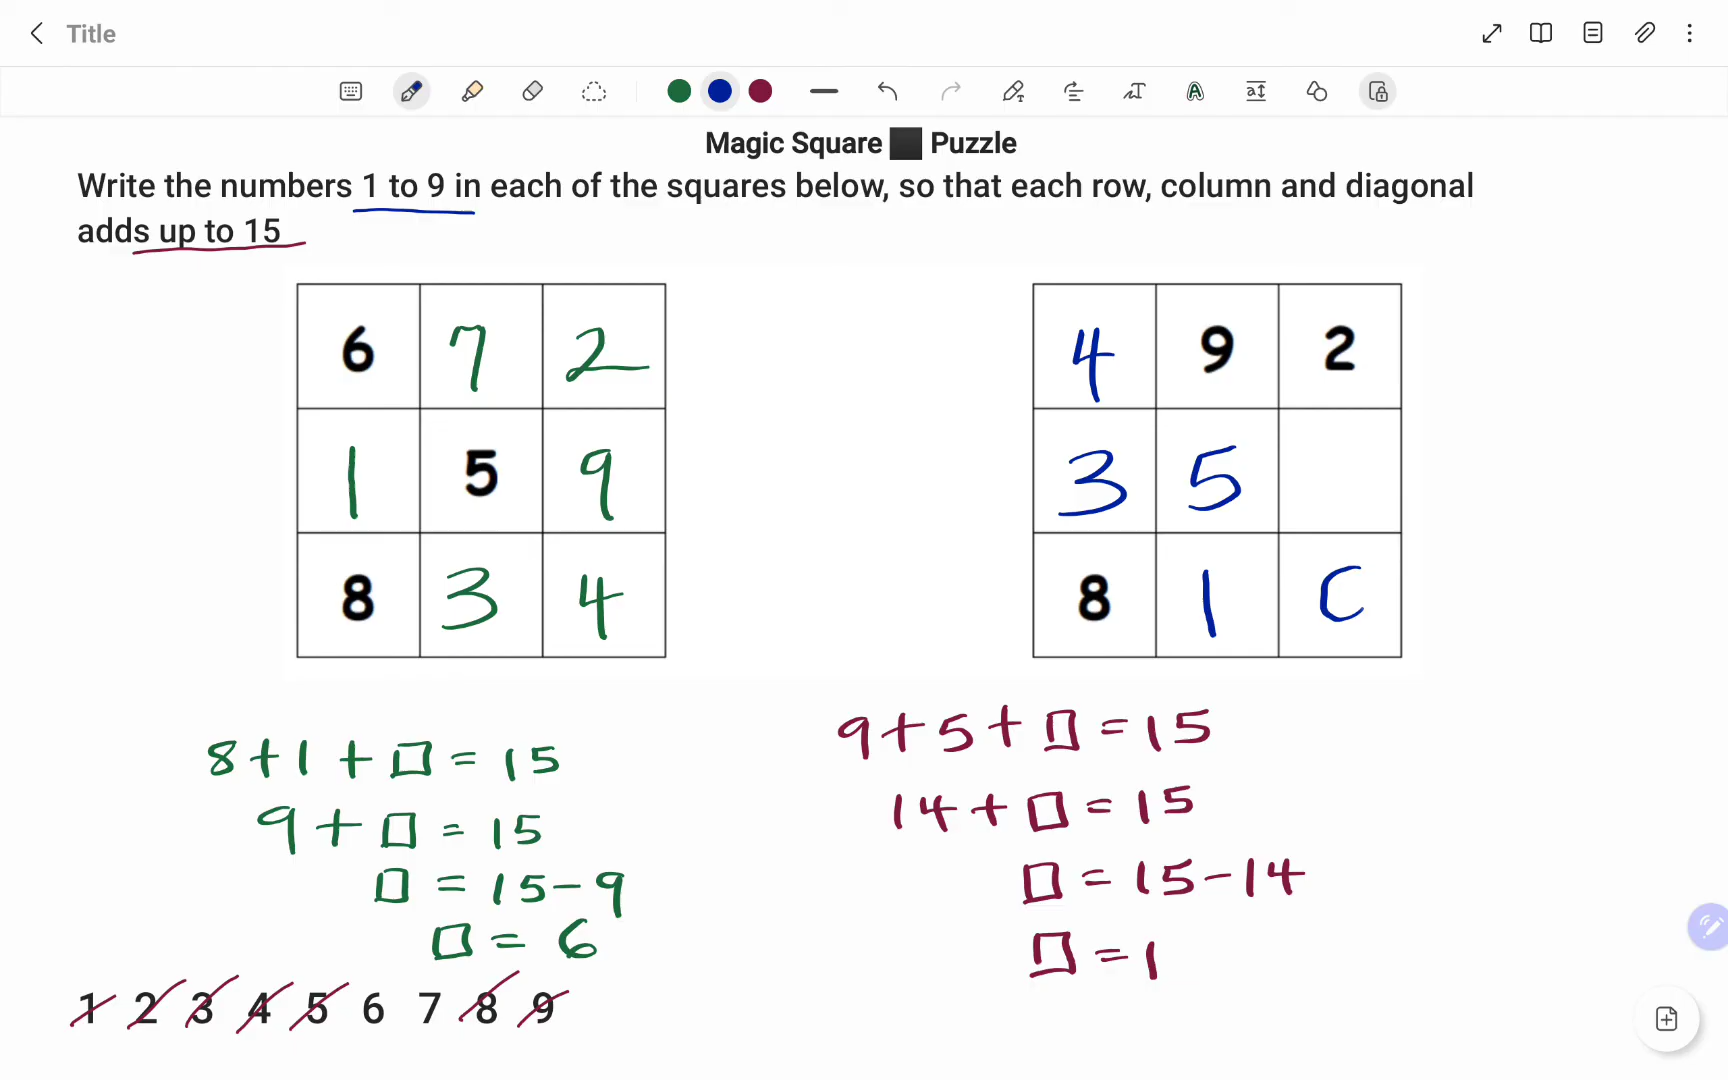 Title
Magic Square ⬛ Puzzle
Write the numbers 1 to 9 in each of the squares below, so that each row, column and diagonal
adds up to 15
6 7 2
1 5 9
8 3 4
4 9 2
3 5
8 1
8 + 1 + □ = 15
9 + □ = 15
□ = 15 - 9
□ = 6
9 + 5 + □ = 15
14 + □ = 15
□ = 15 - 14
□ = 1
1 2 3 4 5 6 7 8 9